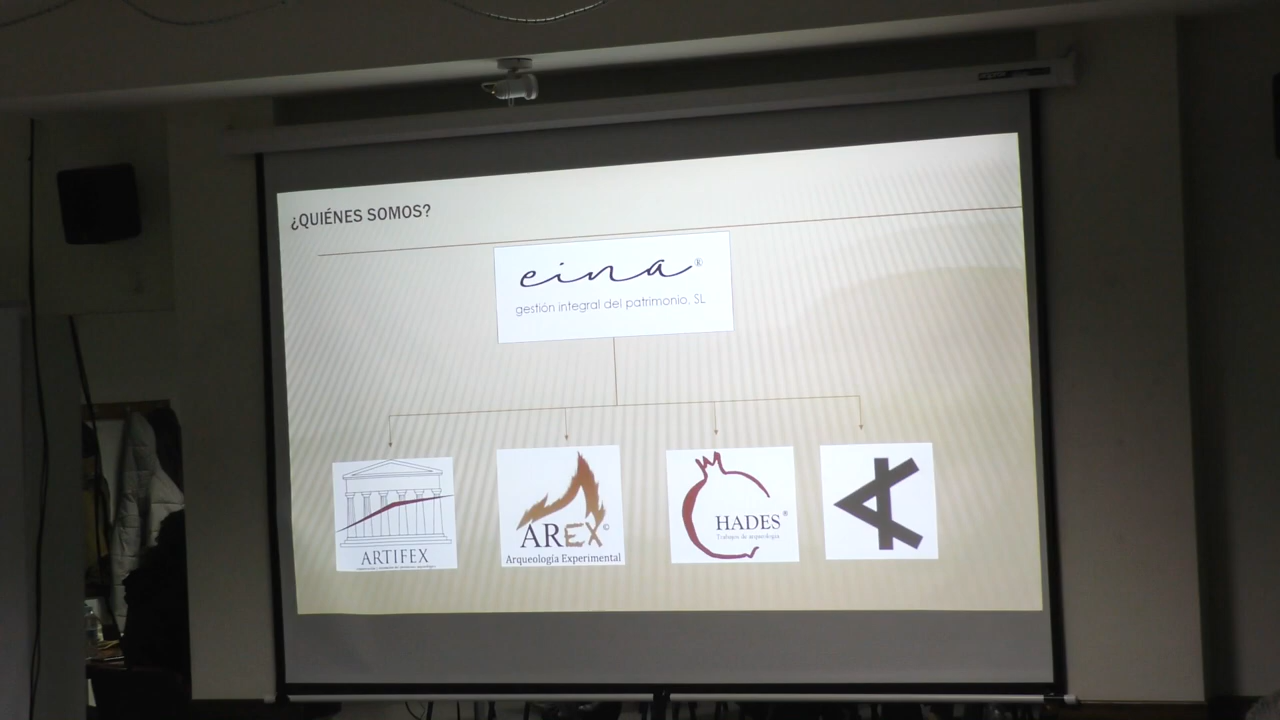 ¿QUIÉNES SOMOS?
eina®
gestión integral del patrimonio, SL
ARTIFEX
AREX©
Arqueología Experimental
HADES®
Trabajos de arqueología